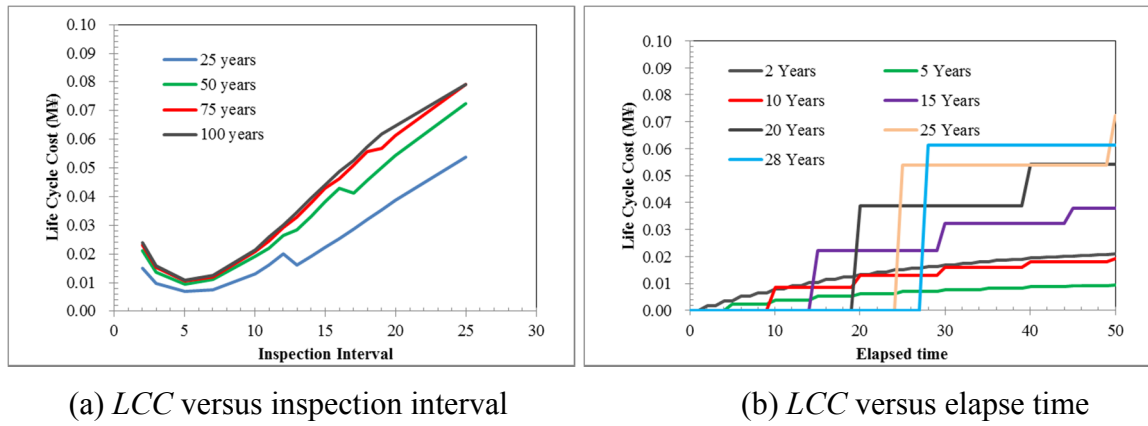 0.10
0.09
0.08
0.07
0.06
0.05
0.04
0.03
0.02
0.01
0.00
Life Cycle Cost (M¥)
25 years
50 years
75 years
100 years
0 5 10 15 20 25 30
Inspection Interval
(a) LCC versus inspection interval
0.10
0.09
0.08
0.07
0.06
0.05
0.04
0.03
0.02
0.01
0.00
Life Cycle Cost (M¥)
2 Years 5 Years
10 Years 15 Years
20 Years 25 Years
28 Years
0 10 20 30 40 50
Elapsed time
(b) LCC versus elapse time